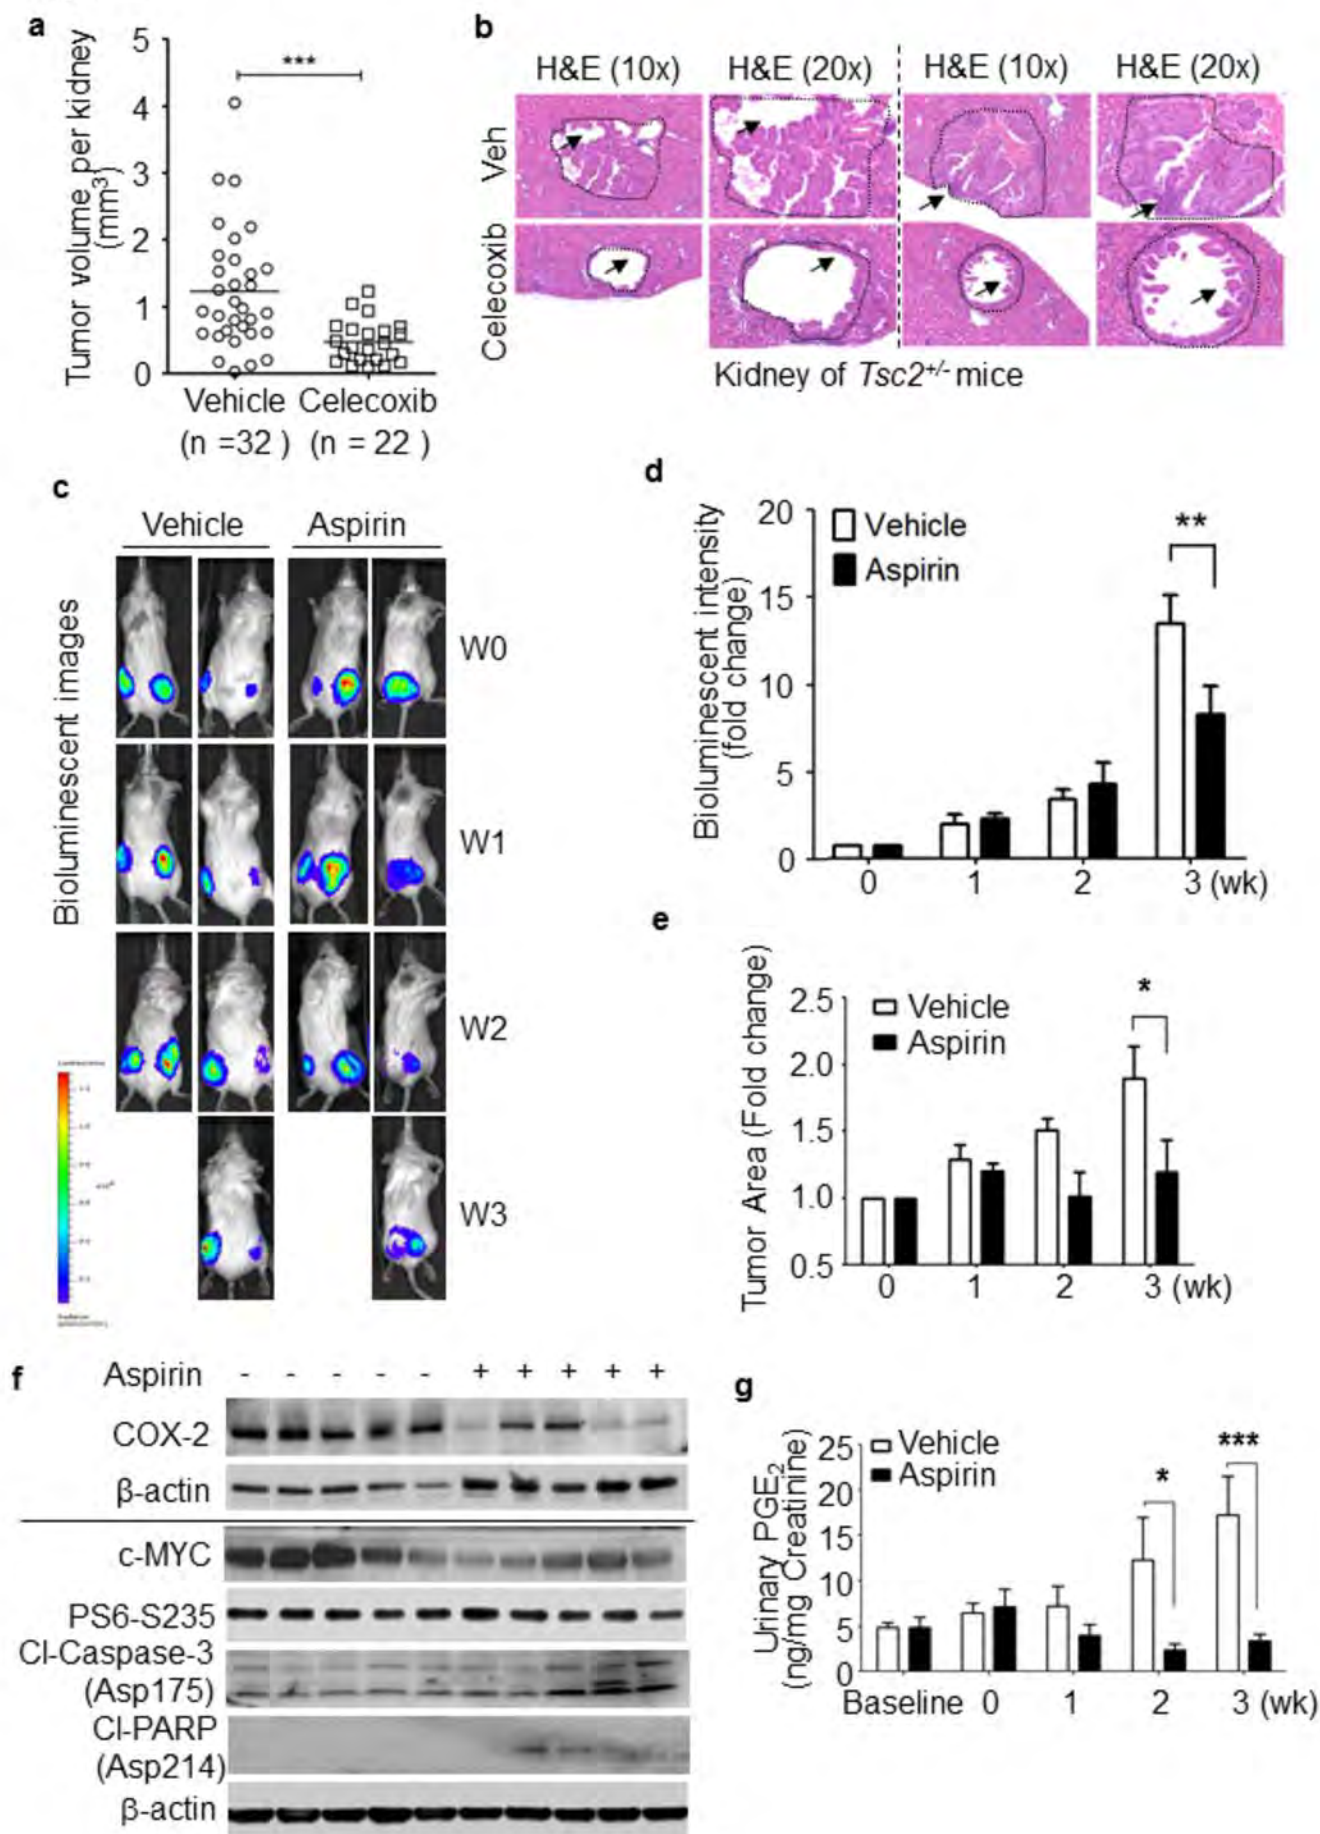 a
5
4
3
2
1
0
Tumor volume per kidney
(mm³)
***
Vehicle Celecoxib
(n =32 ) (n = 22 )
b
H&E (10x) H&E (20x) H&E (10x) H&E (20x)
Veh
Celecoxib
Kidney of Tsc2+/- mice
c
Vehicle Aspirin
Bioluminescent images
W0
W1
W2
W3
d
Bioluminescent intensity
(fold change)
20
15
10
5
0
Vehicle
Aspirin
**
0 1 2 3 (wk)
e
Tumor Area (Fold change)
2.5
2.0
1.5
1.0
0.5
Vehicle
Aspirin
*
0 1 2 3 (wk)
f
Aspirin - - - - - + + + + +
COX-2
β-actin
c-MYC
PS6-S235
Cl-Caspase-3
(Asp175)
Cl-PARP
(Asp214)
β-actin
g
Urinary PGE2
(ng/mg Creatinine)
25
20
15
10
5
0
Vehicle
Aspirin
*
***
Baseline 0 1 2 3 (wk)